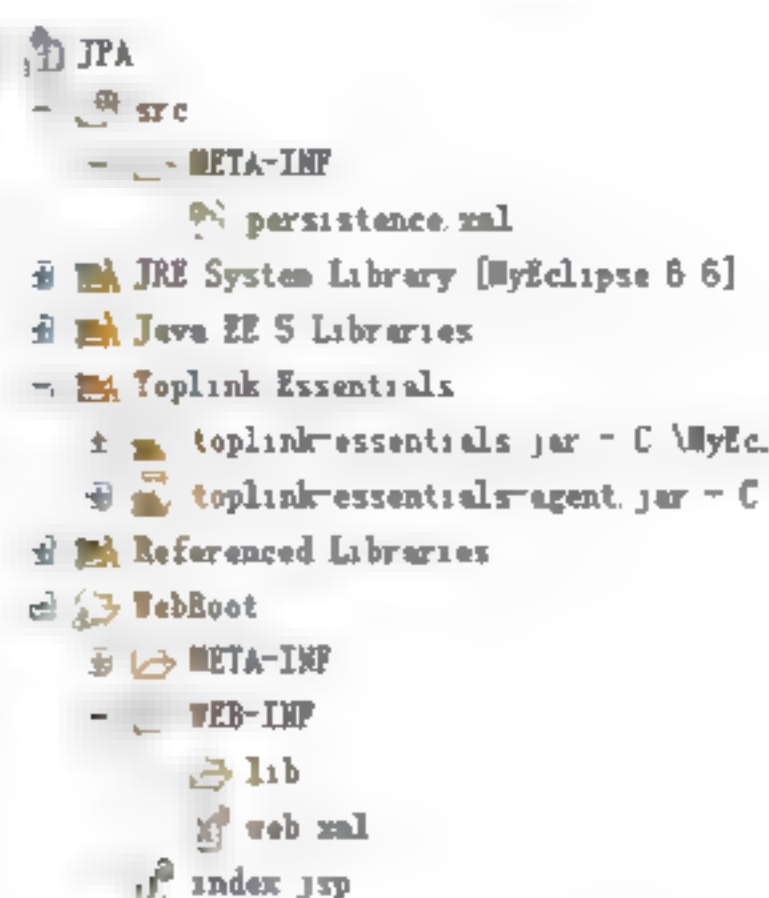 JPA
src
META-INF
persistence.xml
JRE System Library [MyEclipse 6 6]
Java EE 5 Libraries
Toplink Essentials
toplink-essentials jar - C \MyEc.
toplink-essentials-agent.jar - C
Referenced Libraries
WebRoot
META-INF
WEB-INF
lib
web xml
index jsp